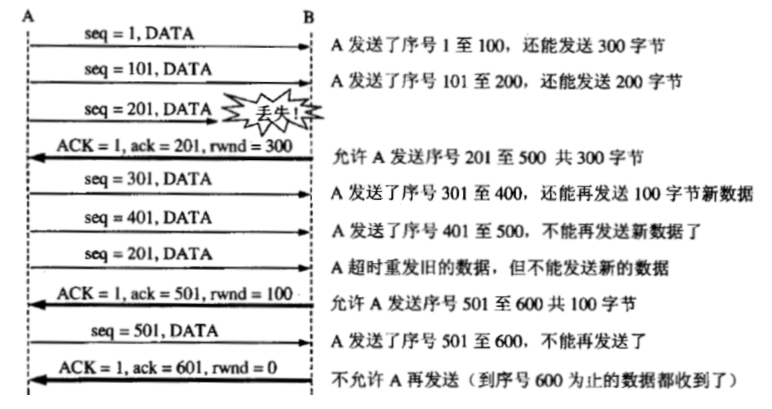 A B
seq = 1, DATA A 发送了序号 1 至 100，还能发送 300 字节
seq = 101, DATA A 发送了序号 101 至 200，还能发送 200 字节
seq = 201, DATA 丢失！
ACK = 1, ack = 201, rwnd = 300 允许 A 发送序号 201 至 500 共 300 字节
seq = 301, DATA A 发送了序号 301 至 400，还能再发送 100 字节新数据
seq = 401, DATA A 发送了序号 401 至 500，不能再发送新数据了
seq = 201, DATA A 超时重发旧的数据，但不能发送新的数据
ACK = 1, ack = 501, rwnd = 100 允许 A 发送序号 501 至 600 共 100 字节
seq = 501, DATA A 发送了序号 501 至 600，不能再发送了
ACK = 1, ack = 601, rwnd = 0 不允许 A 再发送（到序号 600 为止的数据都收到了）